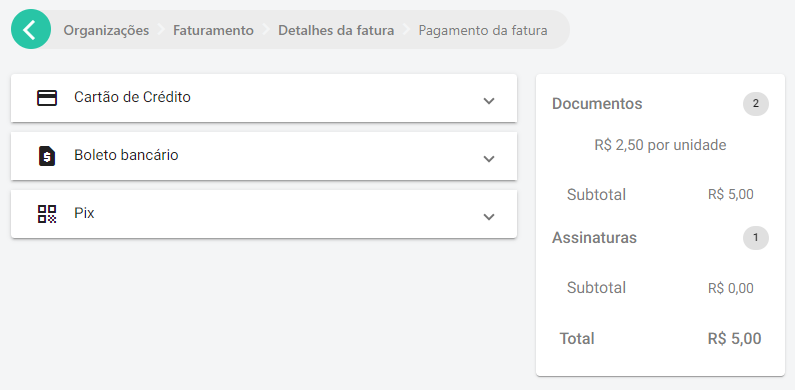 Organizações Faturamento Detalhes da fatura Pagamento da fatura
Cartão de Crédito
Boleto bancário
Pix
Documentos 2
R$ 2,50 por unidade
Subtotal R$ 5,00
Assinaturas 1
Subtotal R$ 0,00
Total R$ 5,00